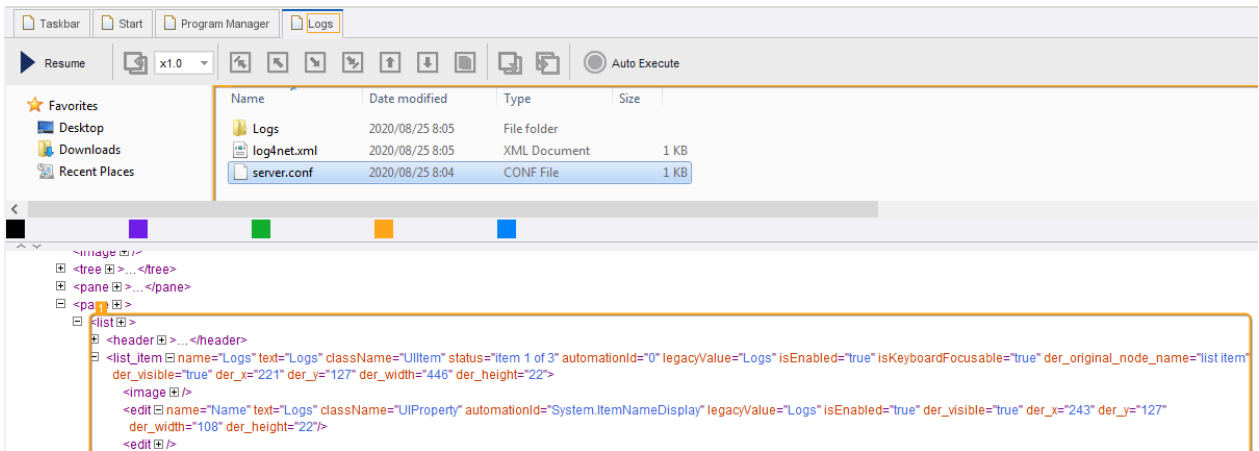 Taskbar Start Program Manager Logs
Resume x1.0 Auto Execute
Favorites
Desktop
Downloads
Recent Places
Name Date modified Type Size
Logs 2020/08/25 8:05 File folder
log4net.xml 2020/08/25 8:05 XML Document 1 KB
server.conf 2020/08/25 8:04 CONF File 1 KB
<image />
<tree >...</tree>
<pane >...</pane>
<pane >
1
<list >
<header >...</header>
<list_item name="Logs" text="Logs" className="UIItem" status="item 1 of 3" automationId="0" legacyValue="Logs" isEnabled="true" isKeyboardFocusable="true" der_original_node_name="list item"
der_visible="true" der_x="221" der_y="127" der_width="446" der_height="22">
<image />
<edit name="Name" text="Logs" className="UIProperty" automationId="System.ItemNameDisplay" legacyValue="Logs" isEnabled="true" der_visible="true" der_x="243" der_y="127"
der_width="108" der_height="22"/>
<edit />